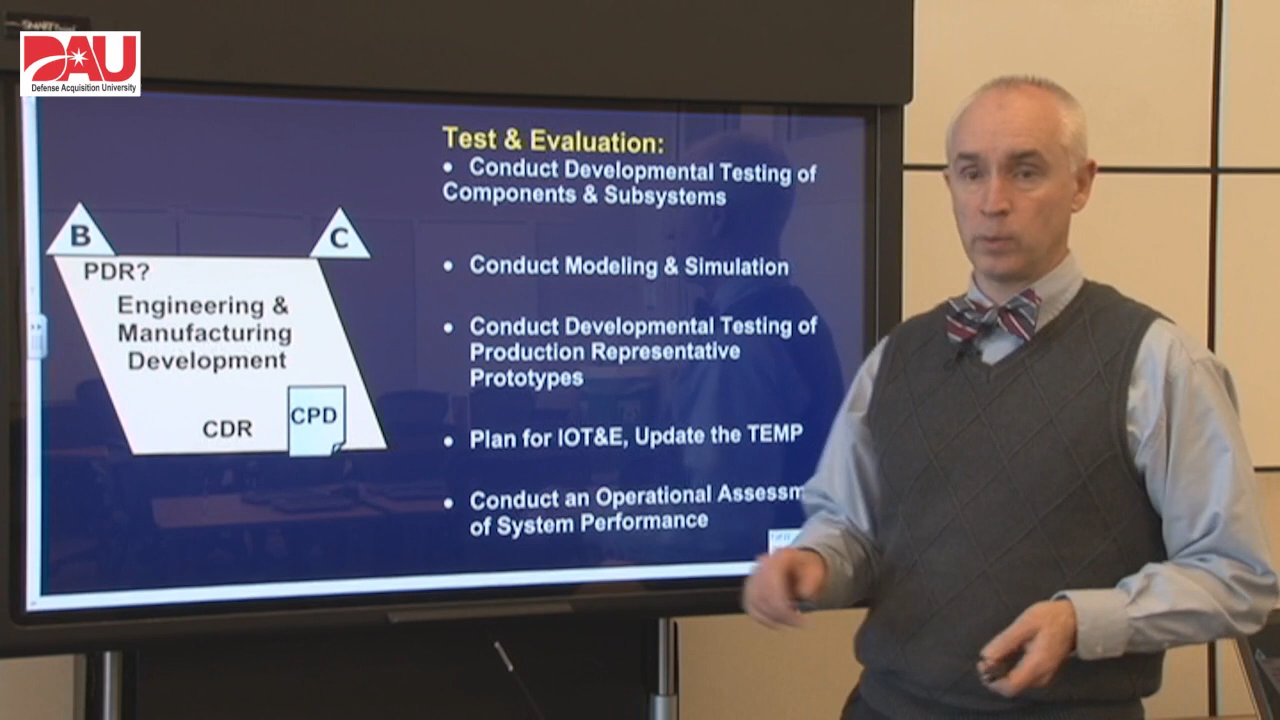 DAU
Defense Acquisition University
Test & Evaluation:
• Conduct Developmental Testing of
Components & Subsystems
• Conduct Modeling & Simulation
• Conduct Developmental Testing of
Production Representative
Prototypes
• Plan for IOT&E, Update the TEMP
• Conduct an Operational Assessm
of System Performance
B
C
PDR?
Engineering &
Manufacturing
Development
CDR
CPD